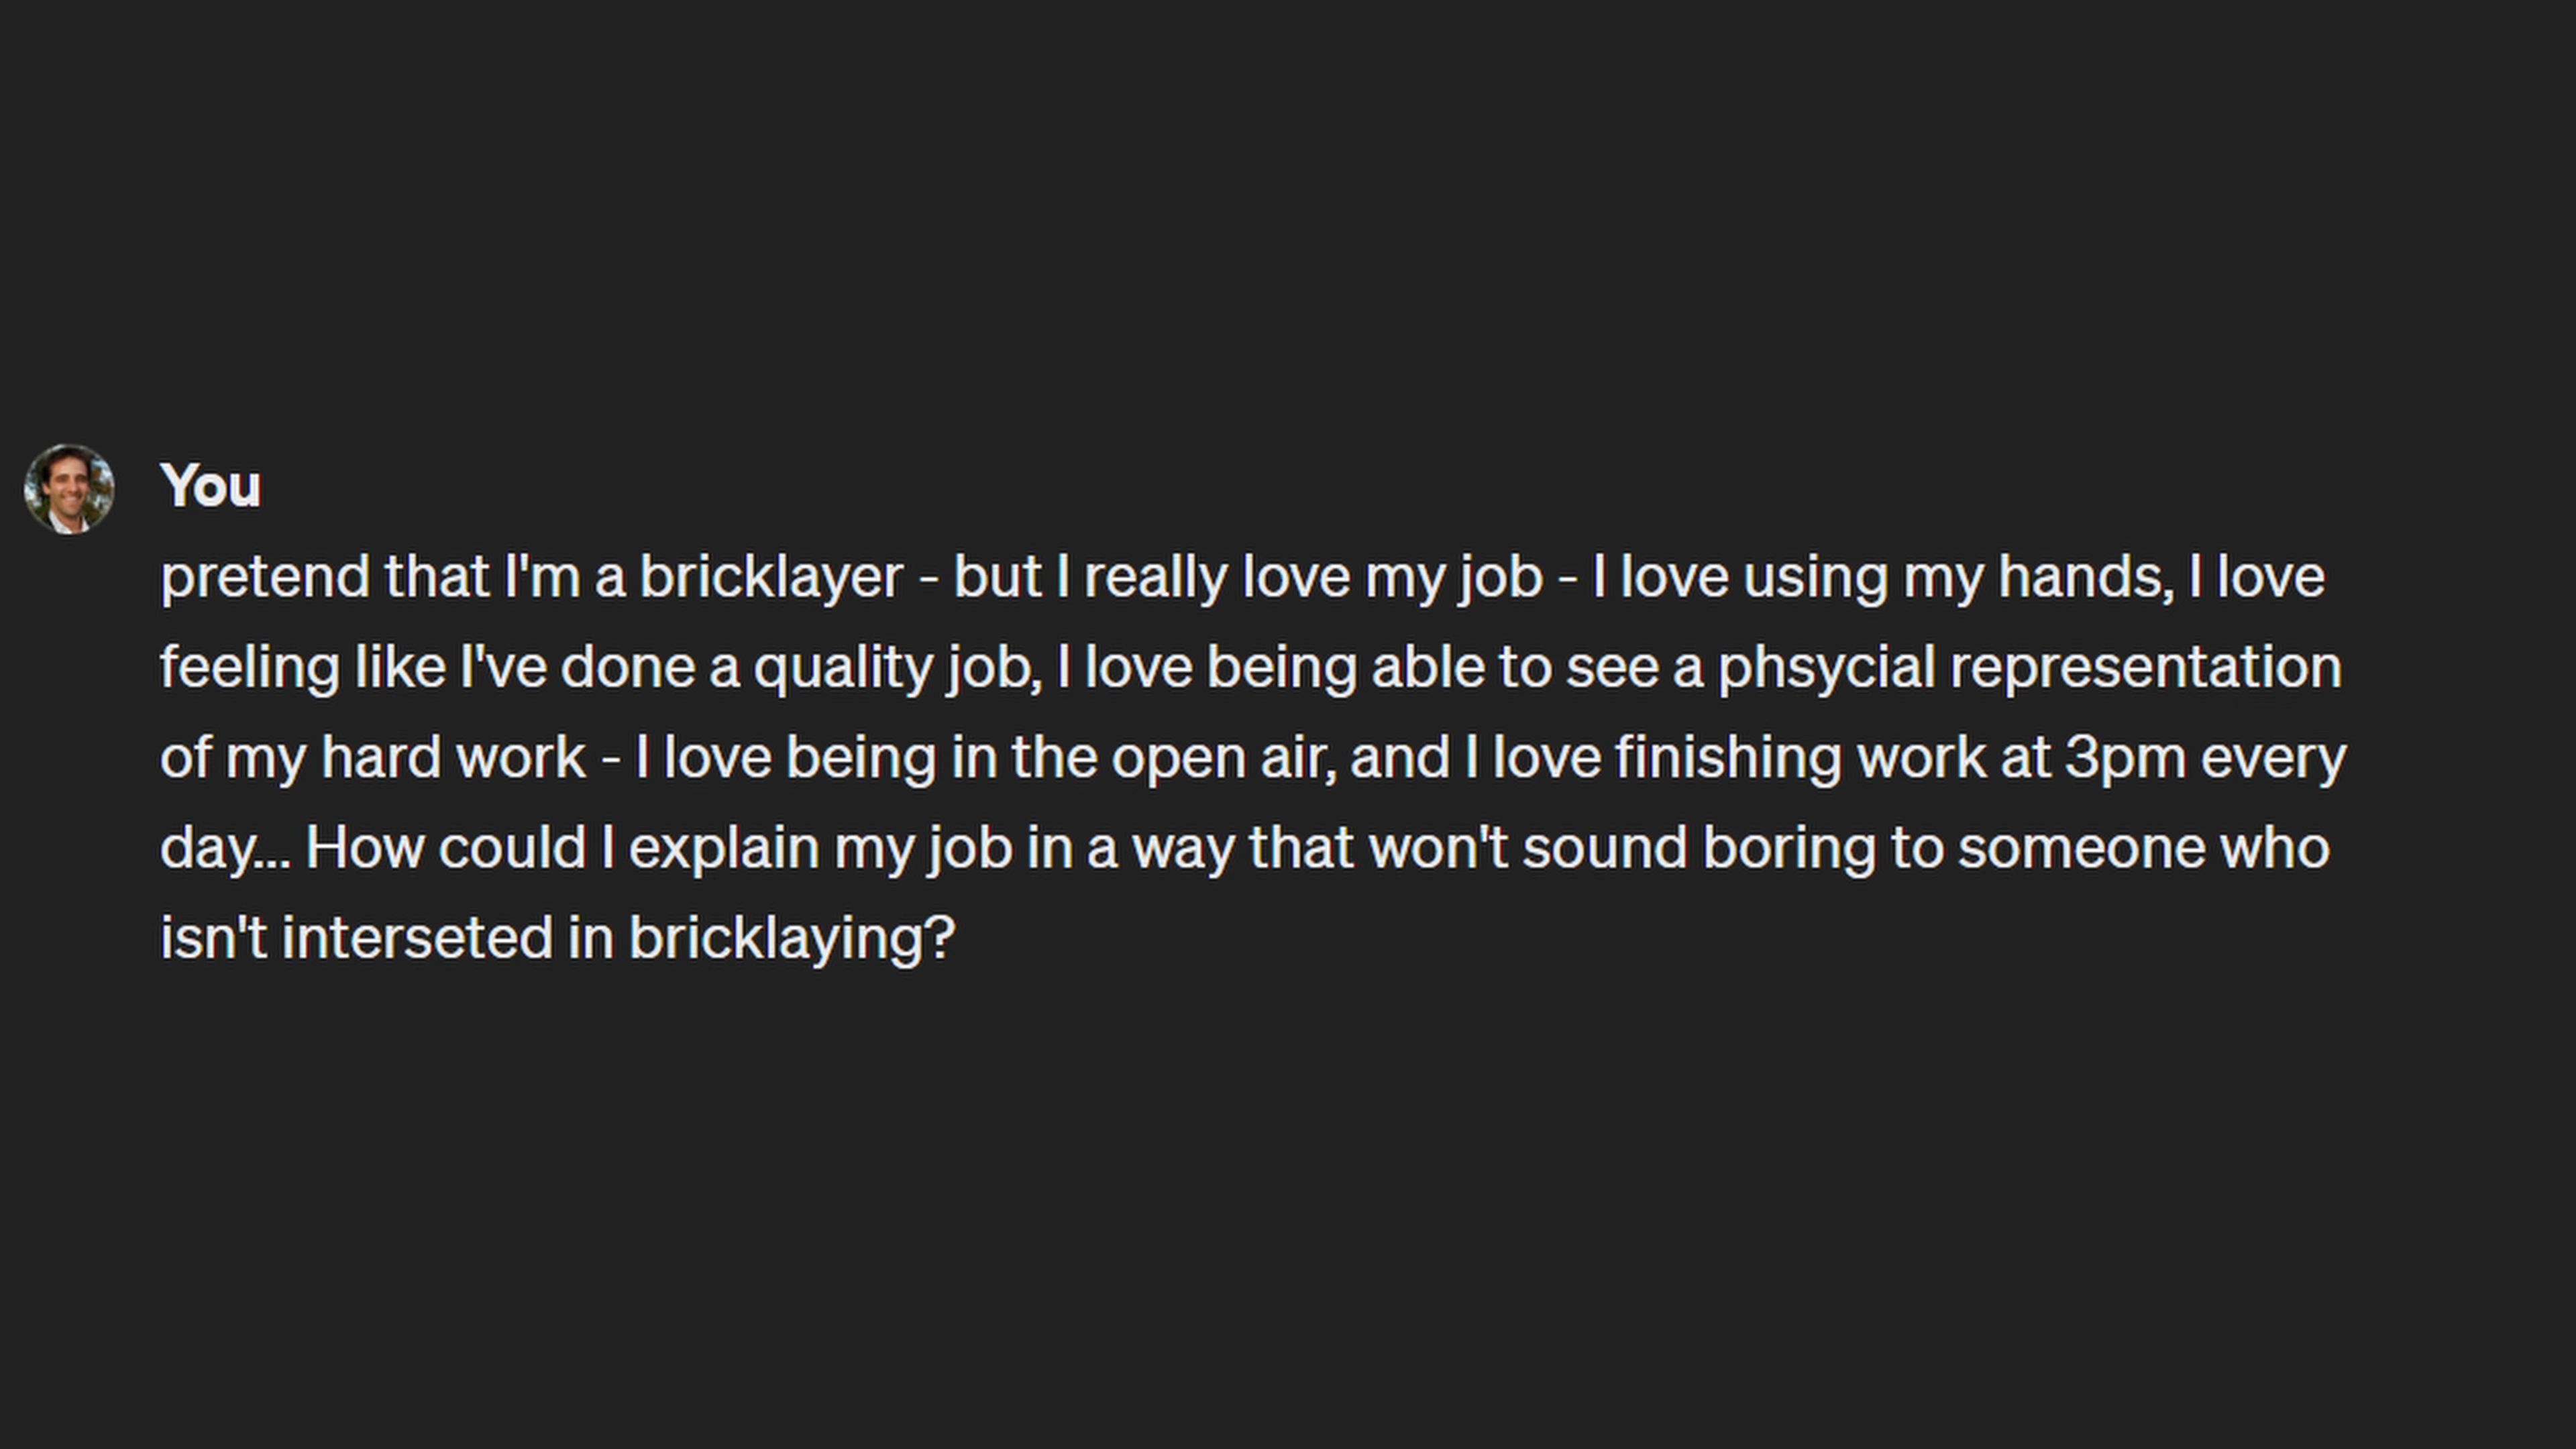 You
pretend that I'm a bricklayer - but I really love my job - I love using my hands, I love
feeling like I've done a quality job, I love being able to see a phsycial representation
of my hard work - I love being in the open air, and I love finishing work at 3pm every
day... How could I explain my job in a way that won't sound boring to someone who
isn't interseted in bricklaying?